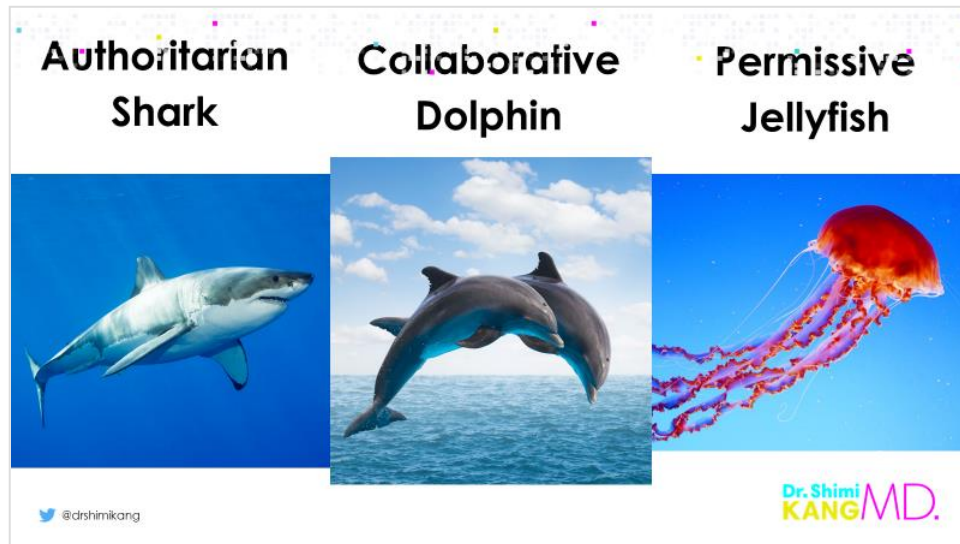 Authoritarian
Shark
Collaborative
Dolphin
Permissive
Jellyfish
@drshimikang
Dr. Shimi
KANG MD.